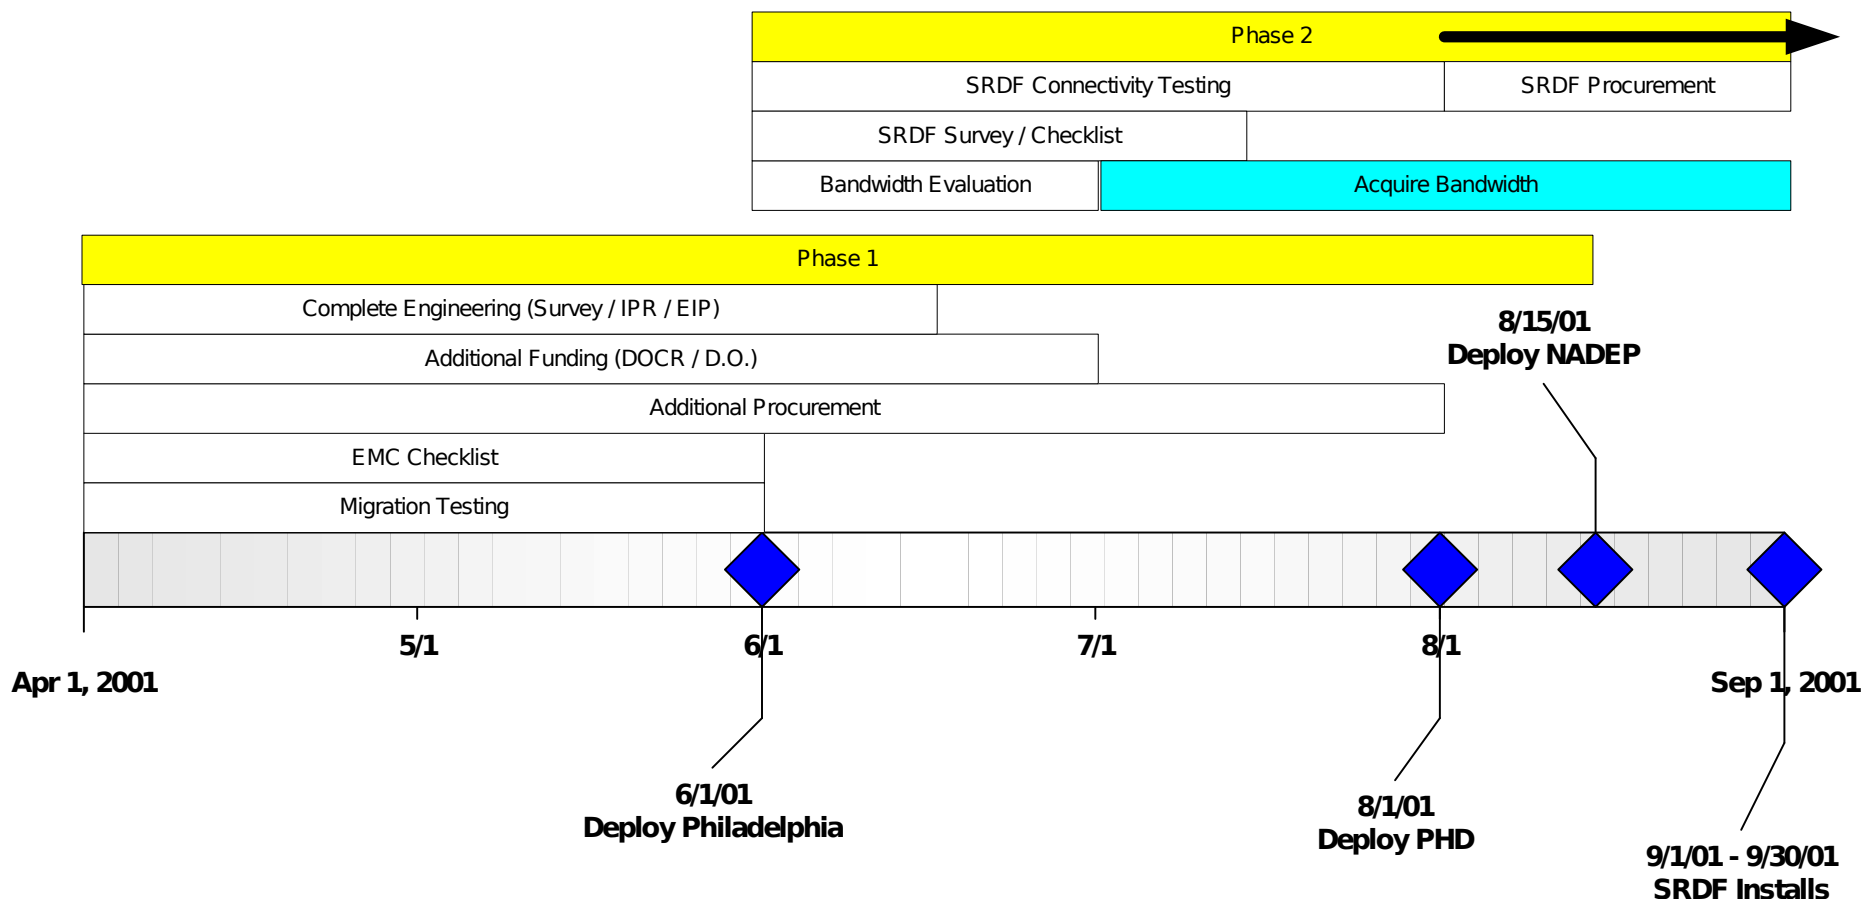 Phase 2
SRDF Connectivity Testing
SRDF Procurement
SRDF Survey / Checklist
Bandwidth Evaluation
Acquire Bandwidth
Phase 1
Complete Engineering (Survey / IPR / EIP)
8/15/01
Deploy NADEP
Additional Funding (DOCR / D.O.)
Additional Procurement
EMC Checklist
Migration Testing
5/1
6/1
7/1
8/1
Apr 1, 2001
Sep 1, 2001
6/1/01
Deploy Philadelphia
8/1/01
Deploy PHD
9/1/01 - 9/30/01
SRDF Installs